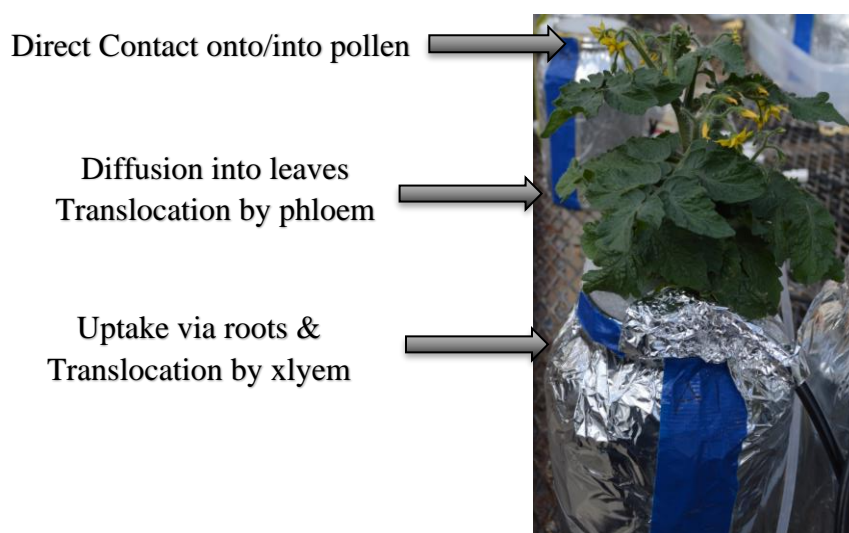 Direct Contact onto/into pollen
Diffusion into leaves
Translocation by phloem
Uptake via roots &
Translocation by xlyem